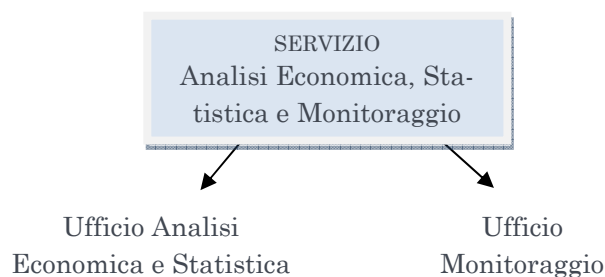 SERVIZIO
Analisi Economica, Sta-
tistica e Monitoraggio
Ufficio Analisi
Economica e Statistica
Ufficio
Monitoraggio